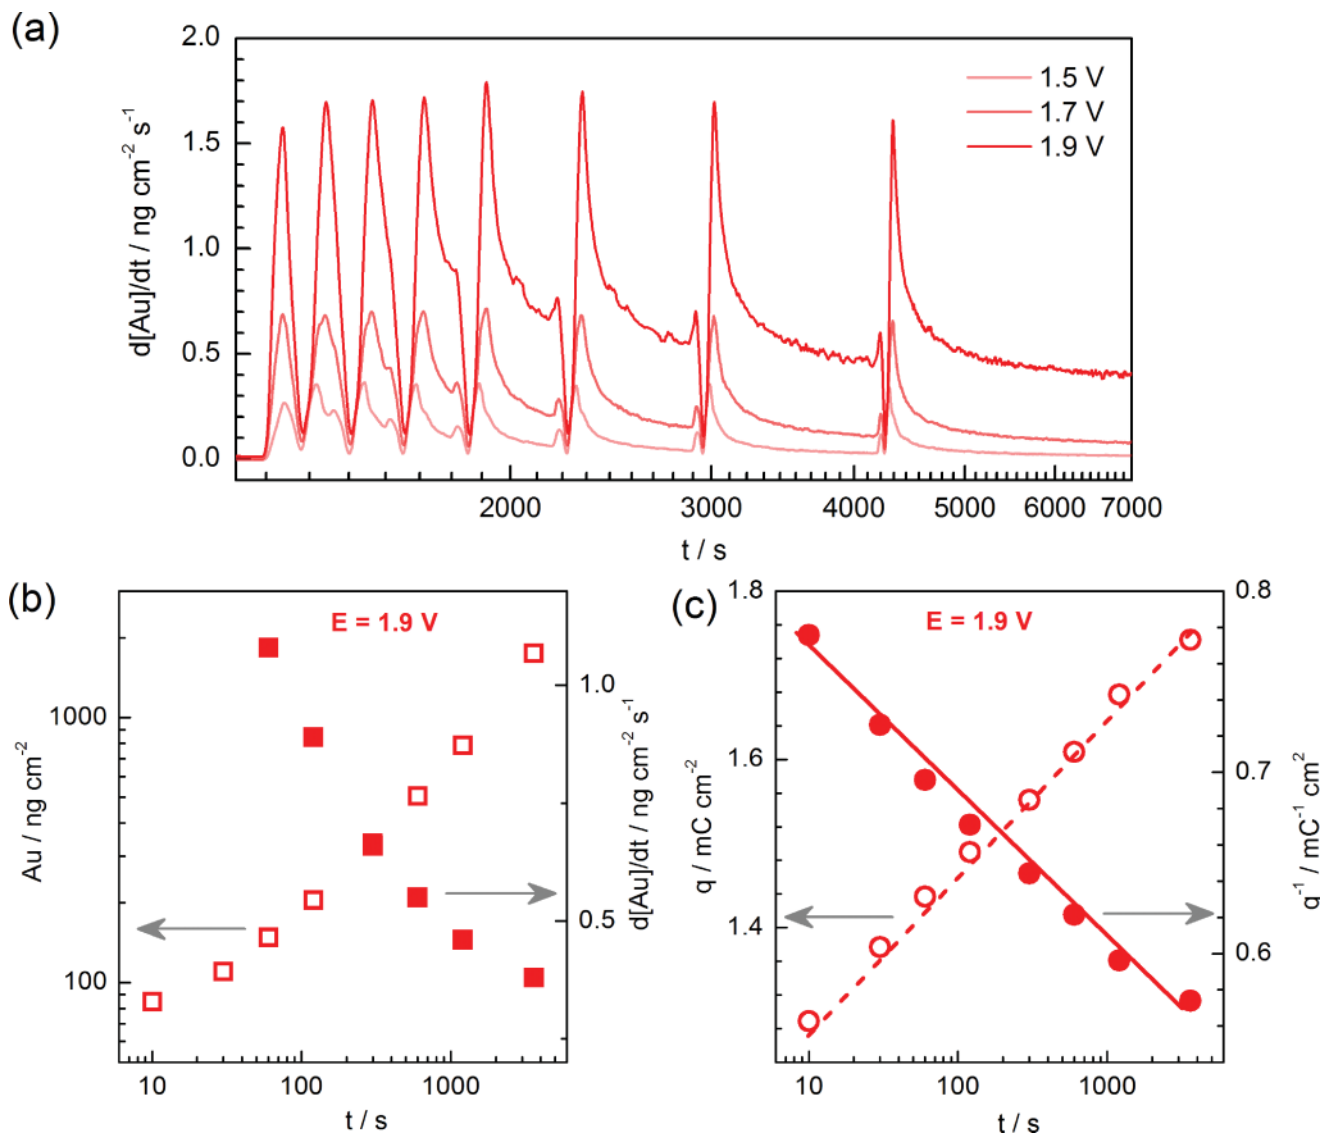 (a)
2.0
1.5
1.0
0.5
0.0
d[Au]/dt / ng cm⁻² s⁻¹
1.5 V
1.7 V
1.9 V
2000 3000 4000 5000 6000 7000
t / s
(b)
E = 1.9 V
1000
100
Au / ng cm⁻²
1.0
0.5
d[Au]/dt / ng cm⁻² s⁻¹
10 100 1000
t / s
(c)
E = 1.9 V
1.8
1.6
1.4
q / mC cm⁻²
0.8
0.7
0.6
q⁻¹ / mC⁻¹ cm²
10 100 1000
t / s